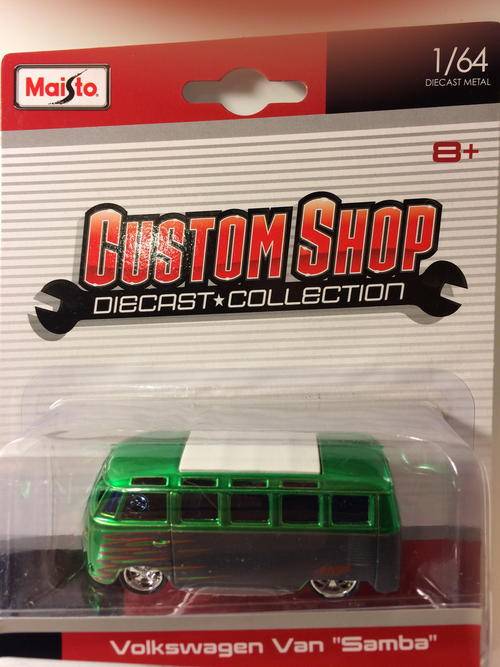 Maisto
1/64
DIECAST METAL
8+
CUSTOM SHOP
DIECAST★COLLECTION
Volkswagen Van "Samba"